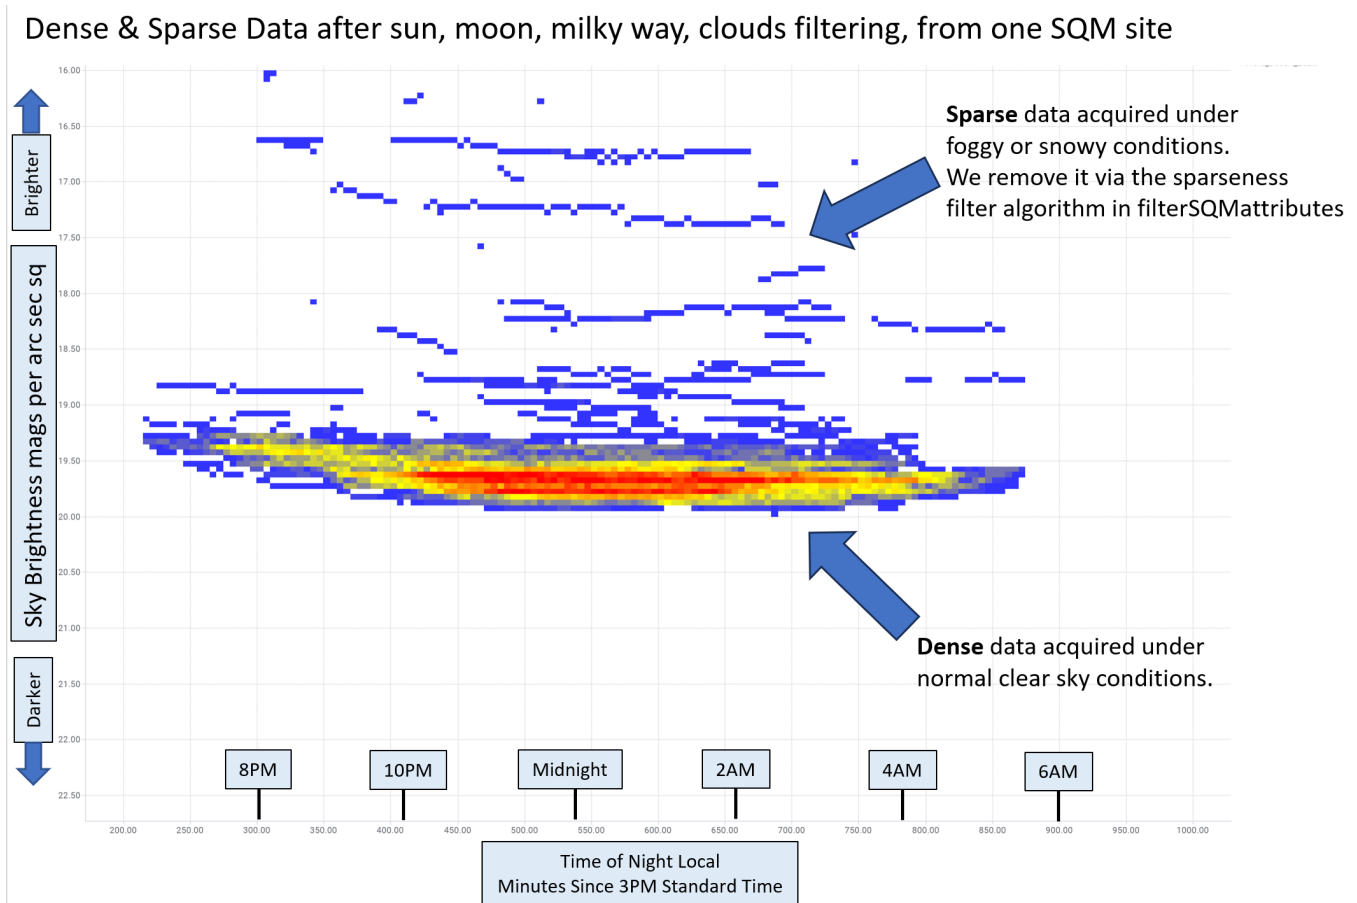 Dense & Sparse Data after sun, moon, milky way, clouds filtering, from one SQM site
Brighter
Sky Brightness mags per arc sec sq
Darker
16.00
16.50
17.00
17.50
18.00
18.50
19.00
19.50
20.00
20.50
21.00
21.50
22.00
22.50
Sparse data acquired under
foggy or snowy conditions.
We remove it via the sparseness
filter algorithm in filterSQMattributes
Dense data acquired under
normal clear sky conditions.
8PM 10PM Midnight 2AM 4AM 6AM
200.00 250.00 300.00 350.00 400.00 450.00 500.00 550.00 600.00 650.00 700.00 750.00 800.00 850.00 900.00 950.00 1000.00
Time of Night Local
Minutes Since 3PM Standard Time